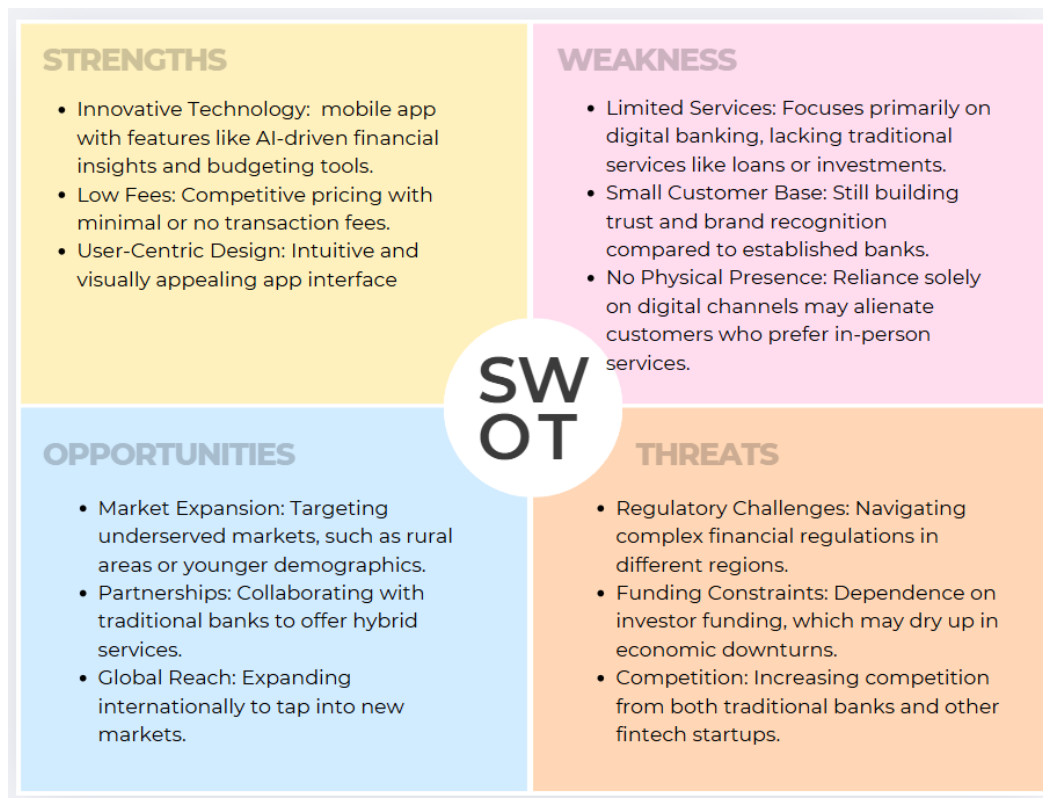 STRENGTHS
• Innovative Technology:  mobile app
with features like AI-driven financial
insights and budgeting tools.
• Low Fees: Competitive pricing with
minimal or no transaction fees.
• User-Centric Design: Intuitive and
visually appealing app interface
WEAKNESS
• Limited Services: Focuses primarily on
digital banking, lacking traditional
services like loans or investments.
• Small Customer Base: Still building
trust and brand recognition
compared to established banks.
• No Physical Presence: Reliance solely
on digital channels may alienate
customers who prefer in-person
services.
SW
OT
OPPORTUNITIES
• Market Expansion: Targeting
underserved markets, such as rural
areas or younger demographics.
• Partnerships: Collaborating with
traditional banks to offer hybrid
services.
• Global Reach: Expanding
internationally to tap into new
markets.
THREATS
• Regulatory Challenges: Navigating
complex financial regulations in
different regions.
• Funding Constraints: Dependence on
investor funding, which may dry up in
economic downturns.
• Competition: Increasing competition
from both traditional banks and other
fintech startups.